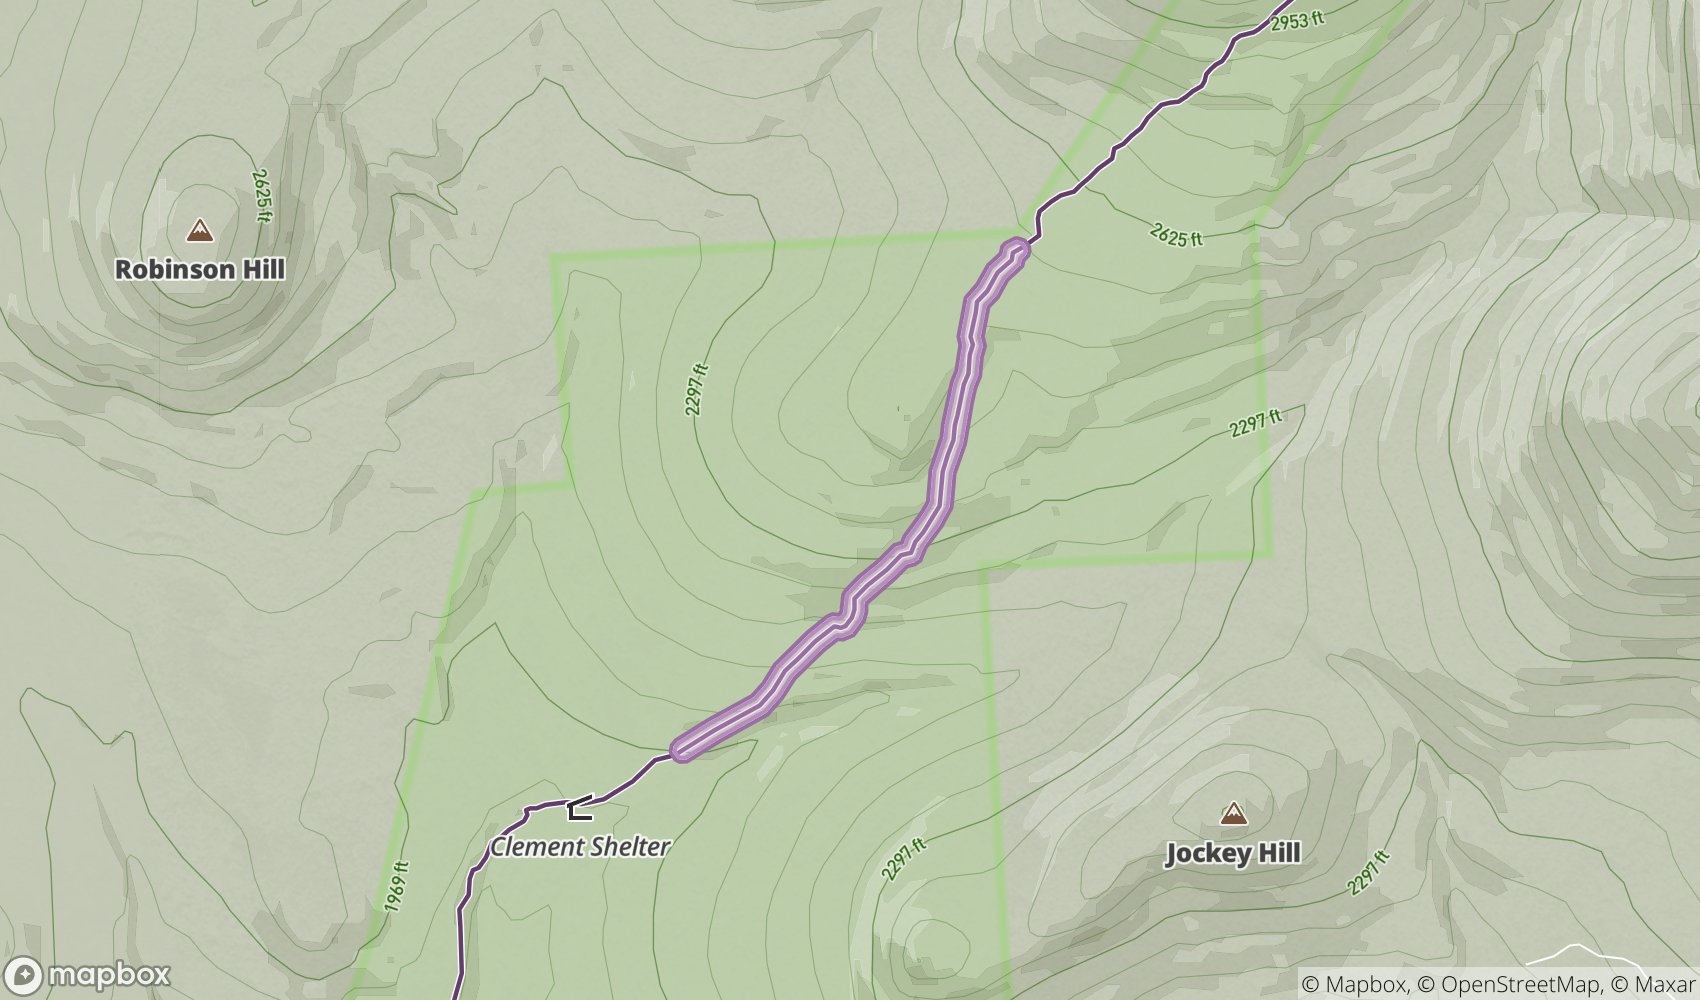 2953 ft
2625 ft
2625 ft
Robinson Hill
2297 ft
2297 ft
Clement Shelter
2297 ft
Jockey Hill
2297 ft
1969 ft
mapbox
© Mapbox, © OpenStreetMap, © Maxar